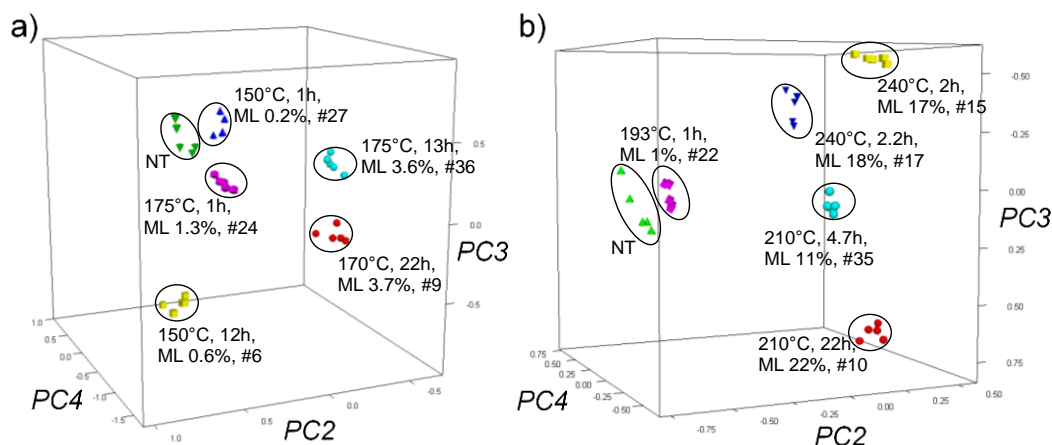 a)
150°C, 1h,
ML 0.2%, #27
NT
175°C, 13h,
ML 3.6%, #36
175°C, 1h,
ML 1.3%, #24
170°C, 22h,
ML 3.7%, #9
150°C, 12h,
ML 0.6%, #6
0.5
0.0
-0.5
PC3
1.0
0.5
0.0
-0.5
-1.0
-1.5
PC4
1.0
0.5
0.0
-0.5
PC2
b)
240°C, 2h,
ML 17%, #15
240°C, 2.2h,
ML 18%, #17
193°C, 1h,
ML 1%, #22
NT
210°C, 4.7h,
ML 11%, #35
210°C, 22h,
ML 22%, #10
-0.50
-0.25
0.00
0.25
0.50
0.75
PC3
0.75
0.50
0.25
0.00
-0.25
-0.50
PC4
-0.75
-0.50
-0.25
0.00
0.25
0.50
PC2